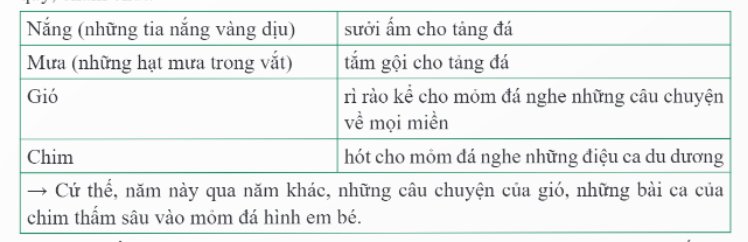 Nắng (những tia nắng vàng dịu) sưởi ấm cho tảng đá
Mưa (những hạt mưa trong vắt) tắm gội cho tảng đá
Gió rì rào kể cho mỏm đá nghe những câu chuyện
về mọi miền
Chim hót cho mỏm đá nghe những điệu ca du dương
→ Cứ thế, năm này qua năm khác, những câu chuyện của gió, những bài ca của
chim thấm sâu vào mỏm đá hình em bé.